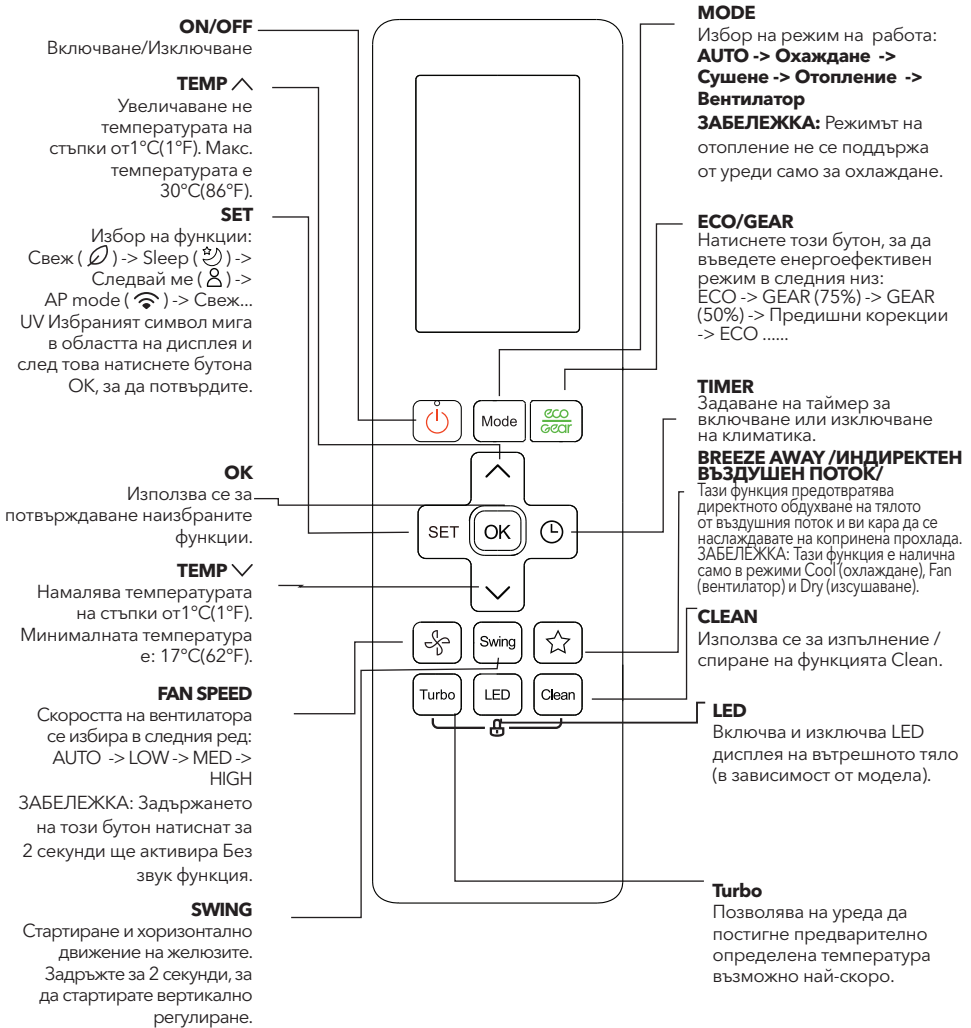 ON/OFF
Включване/Изключване
TEMP
Увеличаване не
температурата на
стъпки от1°C(1°F). Макс.
температурата е
30°C(86°F).
SET
Избор на функции:
Свеж ( ) -> Sleep ( ) ->
Следвай ме ( ) ->
AP mode ( ) -> Свеж...
UV Избраният символ мига
в областта на дисплея и
след това натиснете бутона
ОК, за да потвърдите.
OK
Използва се за
потвърждаване наизбраните
функции.
TEMP
Намалява температурата
на стъпки от1°C(1°F).
Минималната температура
е: 17°C(62°F).
FAN SPEED
Скоростта на вентилатора
се избира в следния ред:
AUTO -> LOW -> MED ->
HIGH
ЗАБЕЛЕЖКА: Задържането
на този бутон натиснат за
2 секунди ще активира Без
звук функция.
SWING
Стартиране и хоризонтално
движение на желюзите.
Задръжте за 2 секунди, за
да стартирате вертикално
регулиране.
Mode
eco
Gear
SET
OK
Swing
Turbo
LED
Clean
MODE
Избор на режим на работа:
AUTO -> Охаждане ->
Сушене -> Отопление ->
Вентилатор
ЗАБЕЛЕЖКА: Режимът на
отопление не се поддържа
от уреди само за охлаждане.
ECO/GEAR
Натиснете този бутон, за да
въведете енергоефективен
режим в следния низ:
ECO -> GEAR (75%) -> GEAR
(50%) -> Предишни корекции
-> ECO ......
TIMER
Задаване на таймер за
включване или изключване
на климатика.
BREEZE AWAY /ИНДИРЕКТЕН
ВЪЗДУШЕН ПОТОК/
Тази функция предотвратява
директното обдухване на тялото
от въздушния поток и ви кара да се
наслаждавате на копринена прохлада.
ЗАБЕЛЕЖКА: Тази функция е налична
само в режими Cool (охлаждане), Fan
(вентилатор) и Dry (изсушаване).
CLEAN
Използва се за изпълнение /
спиране на функцията Clean.
LED
Включва и изключва LED
дисплея на вътрешното тяло
(в зависимост от модела).
Turbo
Позволява на уреда да
постигне предварително
определена температура
възможно най-скоро.